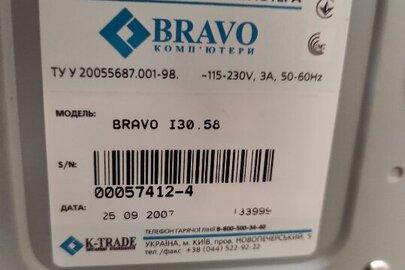 BRAVO
КОМП'ЮТЕРИ
ТУ У 20055687.001-98. ~115-230V, 3A, 50-60Hz
МОДЕЛЬ: BRAVO I30.58
S/N:
00057412-4
ДАТА: 25 09 2007 133999
ТЕЛЕФОН ГАРЯЧОЇ ЛІНІЇ 8-800-500-34-40
K-TRADE УКРАЇНА, м. КИЇВ, пров. НОВОПЕЧЕРСЬКИЙ, 5
тел./факс +38 (044) 522-92-22